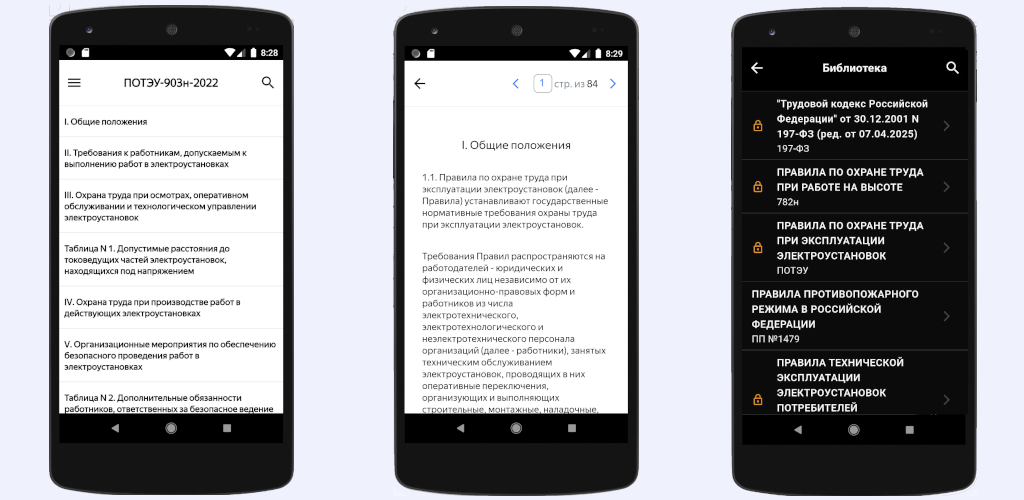 8:28
ПОТЭУ-903н-2022
I. Общие положения
II. Требования к работникам, допускаемым к
выполнению работ в электроустановках
III. Охрана труда при осмотрах, оперативном
обслуживании и технологическом управлении
электроустановок
Таблица N 1. Допустимые расстояния до
токоведущих частей электроустановок,
находящихся под напряжением
IV. Охрана труда при производстве работ в
действующих электроустановках
V. Организационные мероприятия по обеспечению
безопасного проведения работ в
электроустановках
Таблица N 2. Дополнительные обязанности
работников, ответственных за безопасное ведение
8:29
1 стр. из 84
I. Общие положения
1.1. Правила по охране труда при
эксплуатации электроустановок (далее -
Правила) устанавливают государственные
нормативные требования охраны труда
при эксплуатации электроустановок.
Требования Правил распространяются на
работодателей - юридических и
физических лиц независимо от их
организационно-правовых форм и
работников из числа
электротехнического,
электротехнологического и
неэлектротехнического персонала
организаций (далее - работники), занятых
техническим обслуживанием
электроустановок, проводящих в них
оперативные переключения,
организующих и выполняющих
строительные, монтажные, наладочные,
Библиотека
"Трудовой кодекс Российской
Федерации" от 30.12.2001 N
197-ФЗ (ред. от 07.04.2025)
197-ФЗ
ПРАВИЛА ПО ОХРАНЕ ТРУДА
ПРИ РАБОТЕ НА ВЫСОТЕ
782н
ПРАВИЛА ПО ОХРАНЕ ТРУДА
ПРИ ЭКСПЛУАТАЦИИ
ЭЛЕКТРОУСТАНОВОК
ПОТЭУ
ПРАВИЛА ПРОТИВОПОЖАРНОГО
РЕЖИМА В РОССИЙСКОЙ
ФЕДЕРАЦИИ
ПП №1479
ПРАВИЛА ТЕХНИЧЕСКОЙ
ЭКСПЛУАТАЦИИ
ЭЛЕКТРОУСТАНОВОК
ПОТРЕБИТЕЛЕЙ